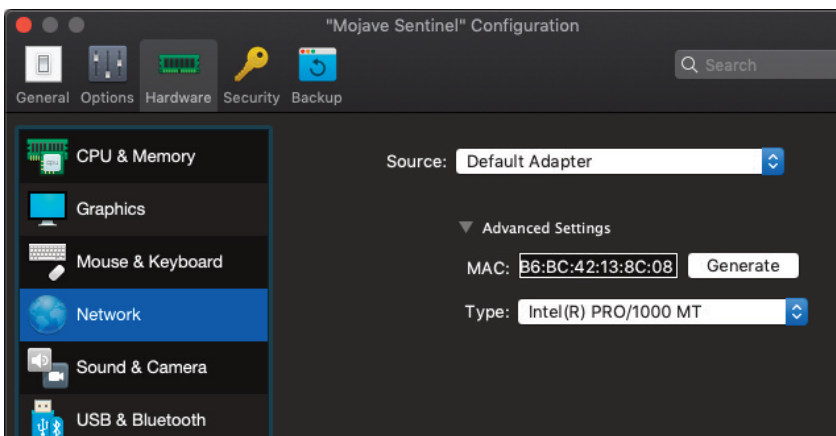 "Mojave Sentinel" Configuration
General Options Hardware Security Backup
Search
CPU & Memory
Graphics
Mouse & Keyboard
Network
Sound & Camera
USB & Bluetooth
Source: Default Adapter
Advanced Settings
MAC: B6:BC:42:13:8C:08 Generate
Type: Intel(R) PRO/1000 MT